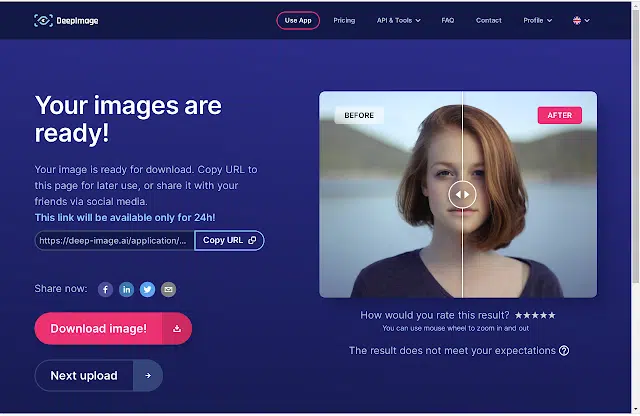 DeepImage
Use App
Pricing
API & Tools
FAQ
Contact
Profile
Your images are
ready!
Your image is ready for download. Copy URL to
this page for later use, or share it with your
friends via social media.
This link will be available only for 24h!
https://deep-image.ai/application/...
Copy URL
Share now:
f
in
Download image!
Next upload
BEFORE
AFTER
How would you rate this result?
You can use mouse wheel to zoom in and out
The result does not meet your expectations ?